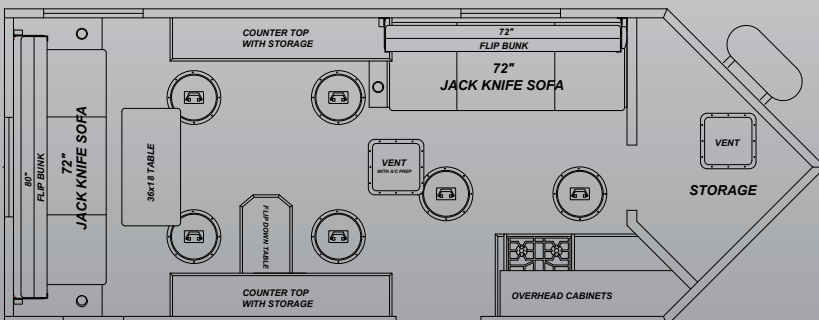 COUNTER TOP
WITH STORAGE
72"
FLIP BUNK
72"
JACK KNIFE SOFA
80"
FLIP BUNK
72"
JACK KNIFE SOFA
36x18 TABLE
VENT
WITH A/C PREP
VENT
STORAGE
FLIP DOWN TABLE
COUNTER TOP
WITH STORAGE
OVERHEAD CABINETS